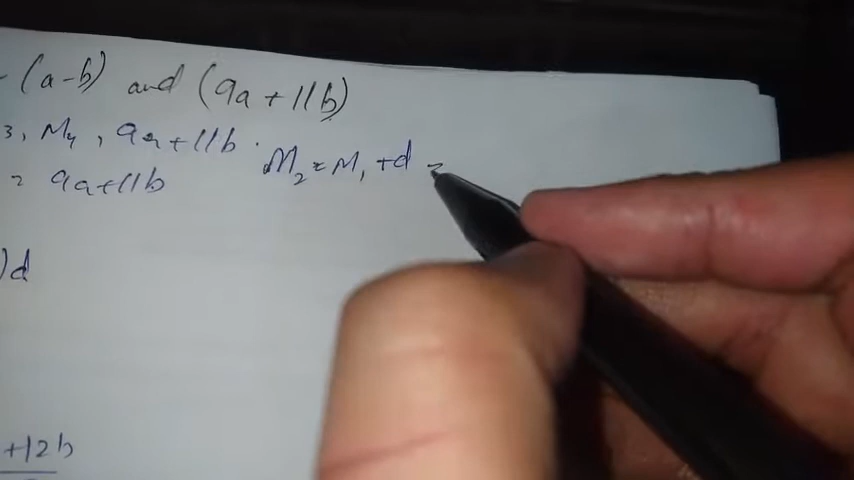 - (a-b) and (9a + 11b)
3, M4, 9a + 11b . M2 = M1 + d =
= 9a+11b
)d
+12b